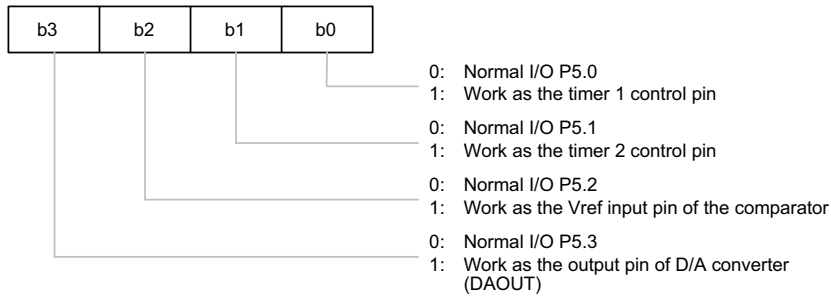 b3 b2 b1 b0
0: Normal I/O P5.0
1: Work as the timer 1 control pin
0: Normal I/O P5.1
1: Work as the timer 2 control pin
0: Normal I/O P5.2
1: Work as the Vref input pin of the comparator
0: Normal I/O P5.3
1: Work as the output pin of D/A converter
(DAOUT)